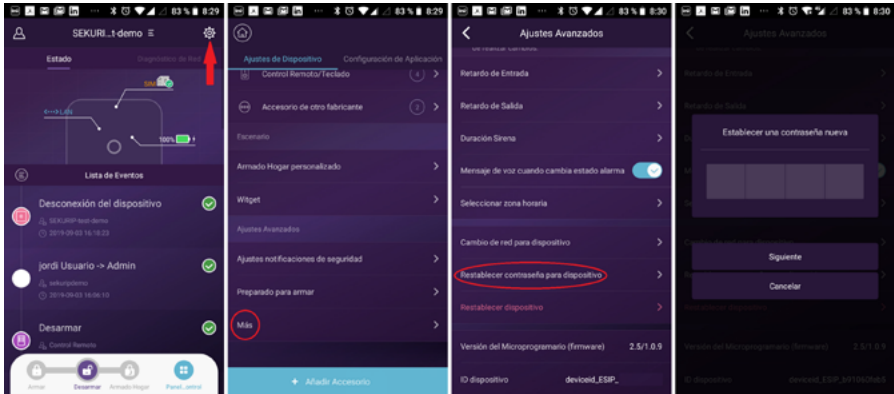 83 % 8:29
SEKURI...t-demo
Estado
Diagnóstico de Red
SIM
LAN
100%
Lista de Eventos
Desconexión del dispositivo
SEKURIP-test-demo
2019-09-03 16:18:23
jordi Usuario -> Admin
sekuripdemo
2019-09-03 16:06:10
Desarmar
Control Remoto
Armar
Desarmar
Armado Hogar
Panel...ontrol
83 % 8:29
Ajustes de Dispositivo
Configuración de Aplicación
Control Remoto/Teclado
4
Accesorio de otro fabricante
Escenario
Armado Hogar personalizado
Witget
Ajustes Avanzados
Ajustes notificaciones de seguridad
Preparado para armar
Más
+ Añadir Accesorio
83 % 8:30
Ajustes Avanzados
de realizar cambios.
Retardo de Entrada
Retardo de Salida
Duración Sirena
Mensaje de voz cuando cambia estado alarma
Seleccionar zona horaria
Cambio de red para dispositivo
Restablecer contraseña para dispositivo
Restablecer dispositivo
Versión del Microprogramario (firmware) 2.5/1.0.9
ID dispositivo deviceid_ESIP_
83 % 8:30
Ajustes Avanzados
Retardo de Entrada
Establecer una contraseña nueva
Siguiente
Cancelar
Versión del Microprogramario (firmware) 2.5/1.0.9
ID dispositivo